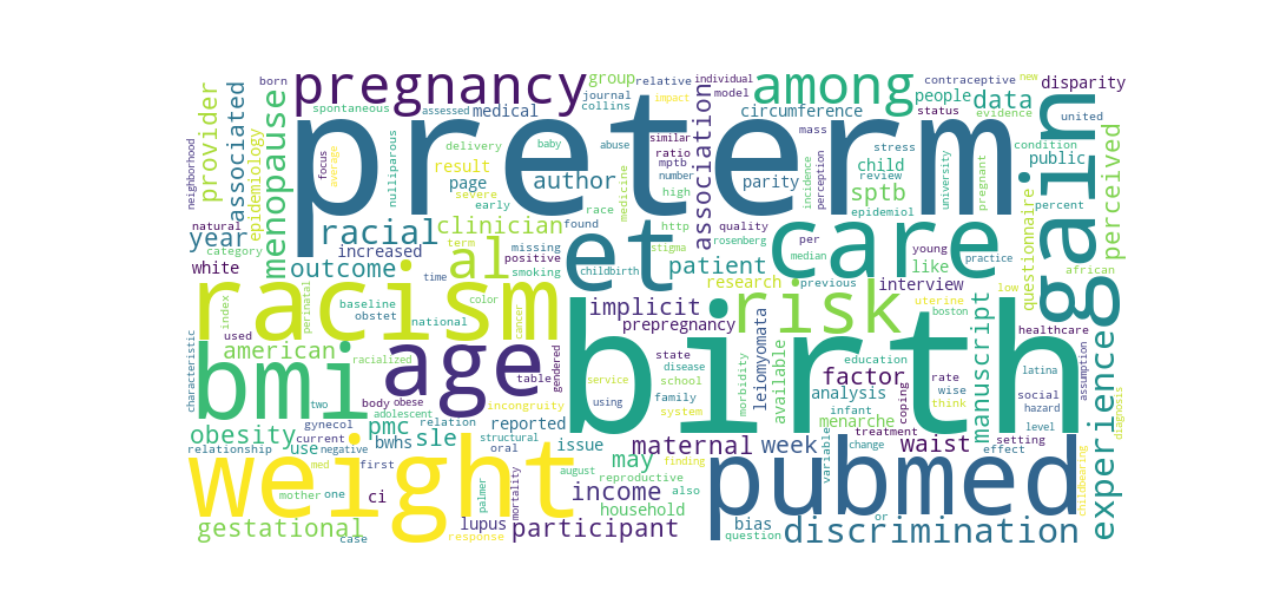 born
pregnancy
group
relative
individual
among
contraceptive
new
disparity
provider
associated
menopause
spontaneous
assessed
medical
journal
collins
impact
model
circumference
people
data
status
evidence
united
preterm
neighborhood
epidemiology
focus
average
nulliparous
delivery
baby
abuse
similar
ratio
mptb
number
high
association
mass
stress
child
review
condition
public
gain
perceived
result
page
severe
early
author
race
medicine
parity
incidence
perception
sptb
epidemiol
university
pregnant
percent
natural
year
category
racial
increased
clinician
term
found
missing
positive
smoking
et
http
stigma
quality
rosenberg
per
median
care
young
like
practice
questionnaire
african
white
outcome
time
al
childbirth
patient
research
previous
interview
low
index
perinatal
racism
baseline
obstet
color
national
cancer
implicit
prepregnancy
risk
uterine
boston
manuscript
healthcare
used
characteristic
american
racialized
bmi
age
table
gendered
birth
state
disease
school
service
family
system
using
morbidity
leiomyomata
available
education
factor
analysis
infant
menarche
coping
rate
wise
think
latina
social
hazard
level
assumption
experience
diagnosis
two
body
obese
adolescent
incongruity
obesity
gynecol
current
use
negative
pmc
bwhs
relation
sle
structural
oral
reported
issue
maternal
finding
may
week
treatment
change
variable
waist
setting
effect
relationship
weight
med
first
mother
one
ci
palmer
august
mortality
income
reproductive
also
household
pubmed
childbearing
gestational
case
lupus
response
participant
bias
question
or
discrimination